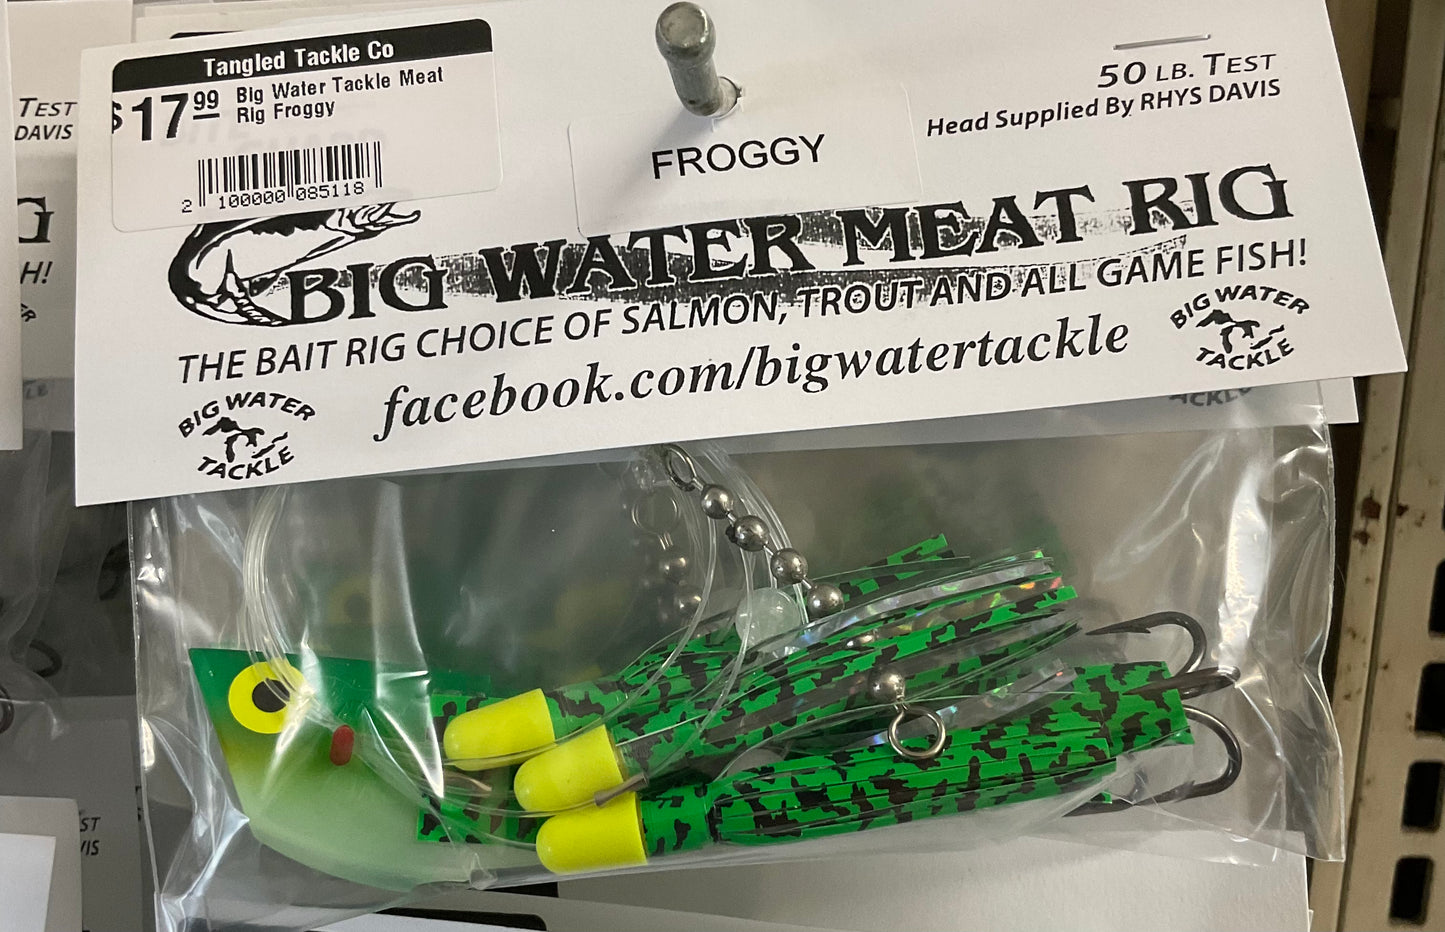 Tangled Tackle Co
$17.99 Big Water Tackle Meat
Rig Froggy
2 100000 085118
FROGGY
50 LB. TEST
Head Supplied By RHYS DAVIS
BIG WATER MEAT RIG
THE BAIT RIG CHOICE OF SALMON, TROUT AND ALL GAME FISH!
facebook.com/bigwatertackle
BIG WATER
TACKLE
BIG WATER
TACKLE
TEST
DAVIS
H!